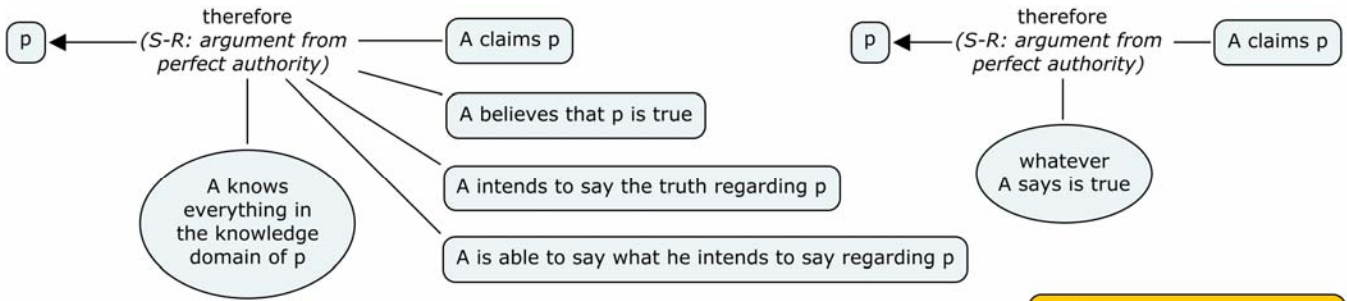 p
therefore
(S-R: argument from
perfect authority)
A claims p
A believes that p is true
A intends to say the truth regarding p
A is able to say what he intends to say regarding p
A knows
everything in
the knowledge
domain of p
p
therefore
(S-R: argument from
perfect authority)
A claims p
whatever
A says is true